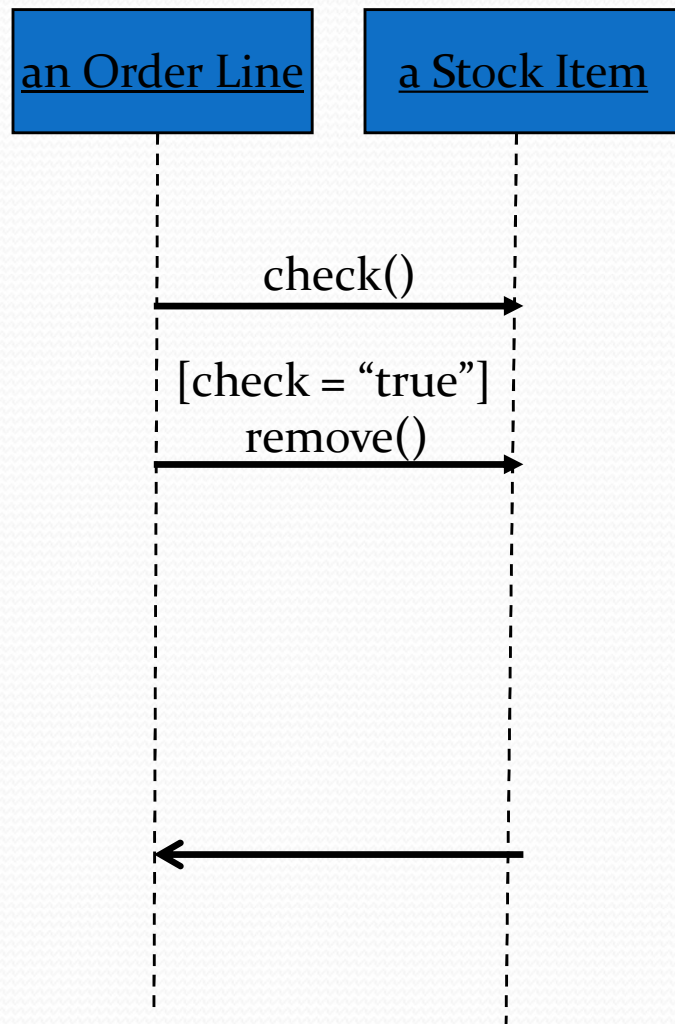 an Order Line
a Stock Item
check()
[check = “true”]
remove()